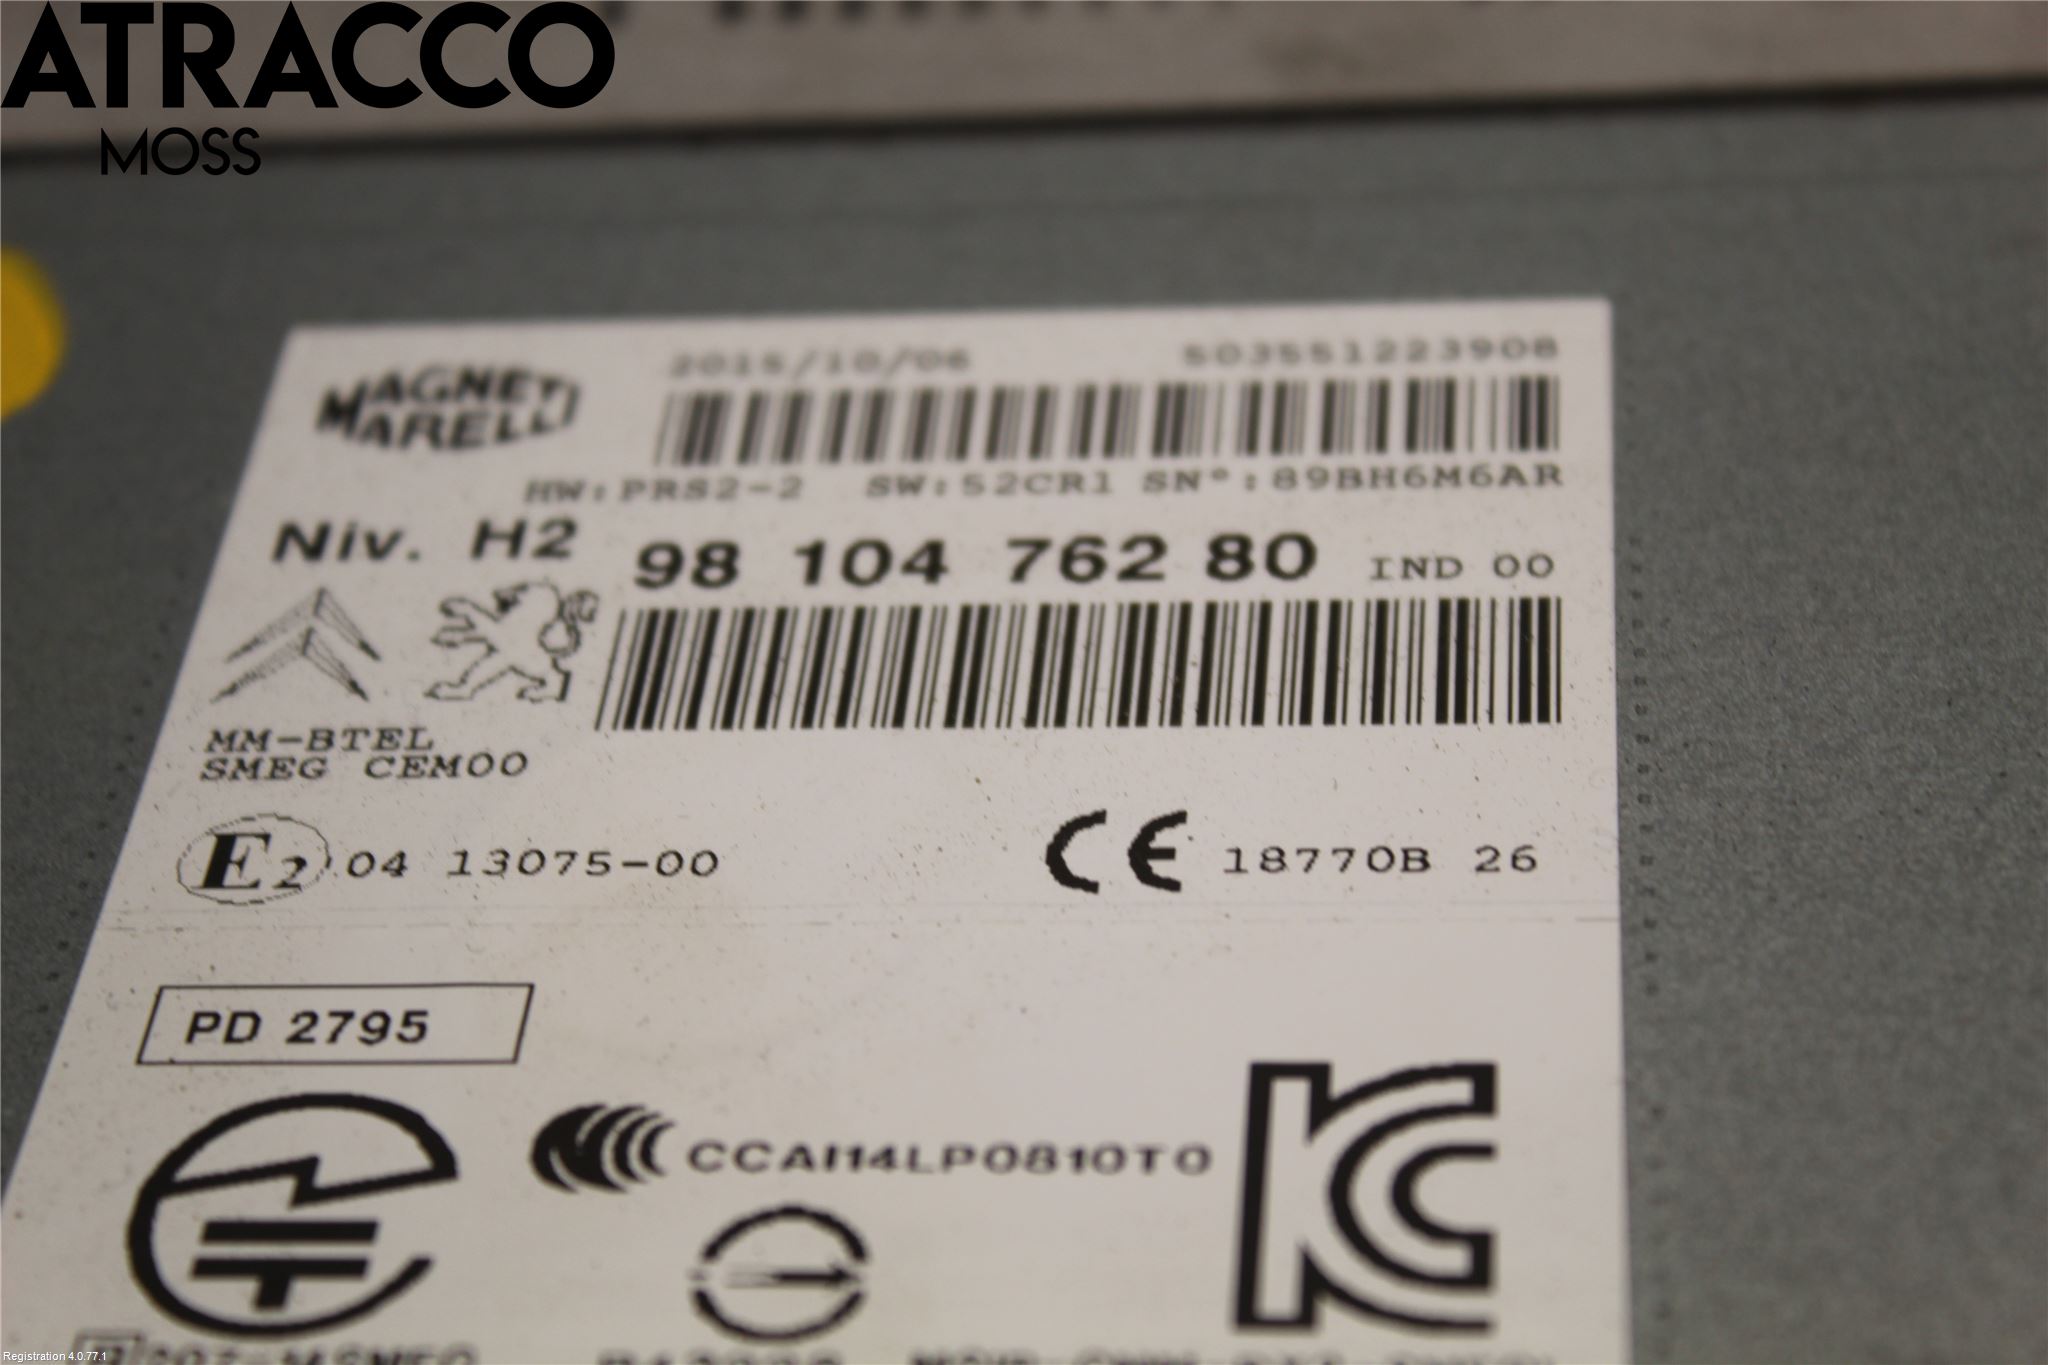 ATRACCO
MOSS
MAGNETI
MARELLI
2015/10/06 503551223908
HW:PRS2-2 SW:52CR1 SN°:89BH6M6AR
Niv. H2 98 104 762 80 IND 00
MM-BTEL
SMEG CEM00
E2 04 13075-00 CE 18770B 26
PD 2795
CCAI14LP0810T0
Registration 4.0.77.1